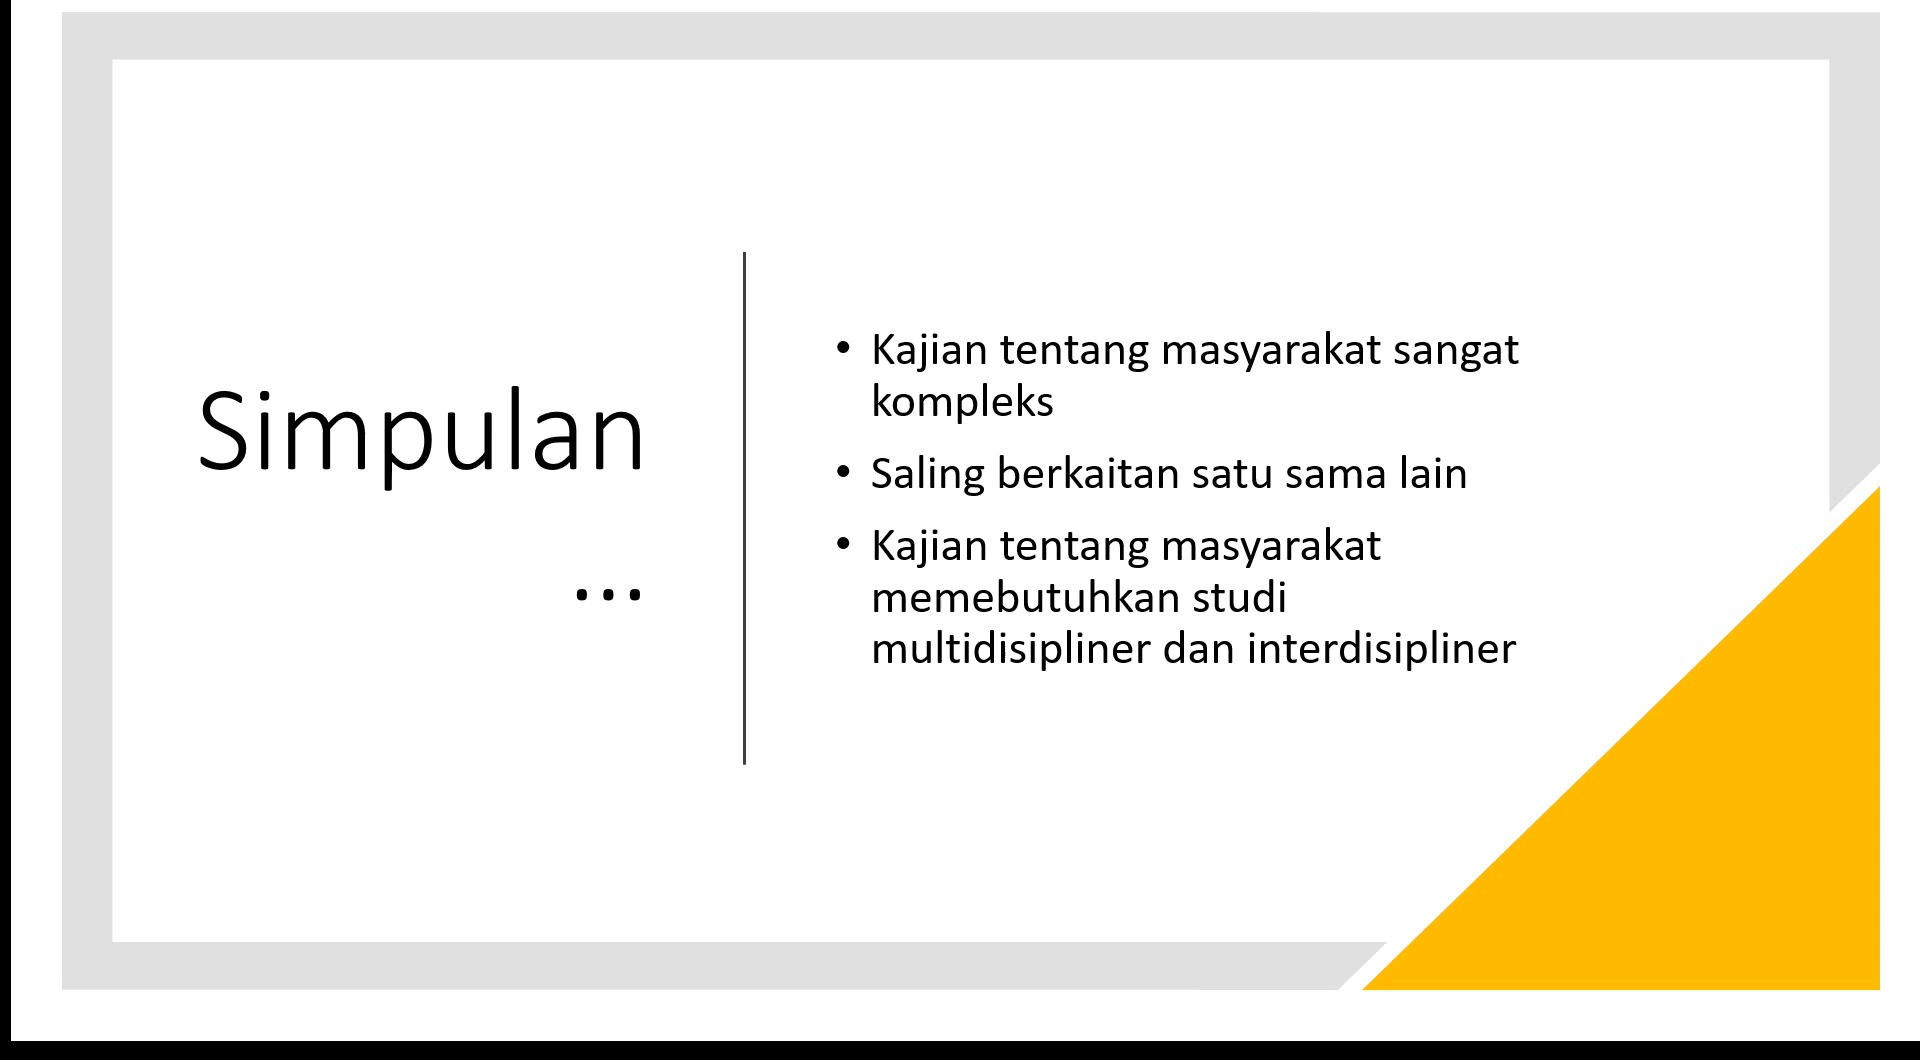 Simpulan
...
• Kajian tentang masyarakat sangat
kompleks
• Saling berkaitan satu sama lain
• Kajian tentang masyarakat
memebutuhkan studi
multidisipliner dan interdisipliner